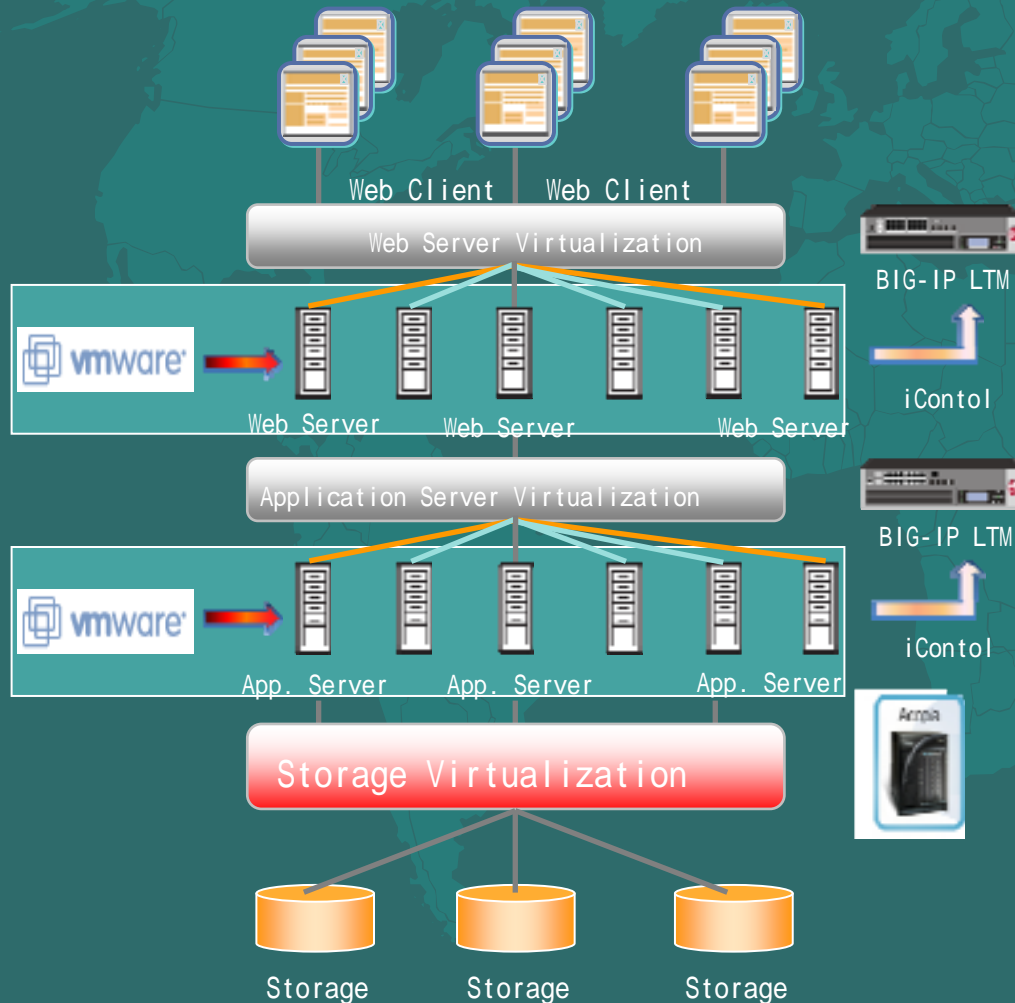 Web Client
Web Client
Web Server Virtualization
BIG-IP LTM
vmware
iContol
Web Server
Web Server
Web Server
Application Server Virtualization
BIG-IP LTM
vmware
iContol
App. Server
App. Server
App. Server
Storage Virtualization
Storage
Storage
Storage